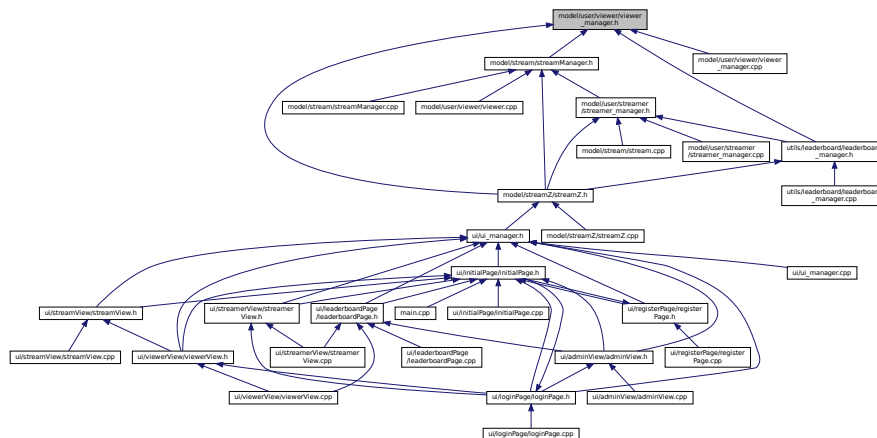 model/user/viewer/viewer
_manager.h
model/stream/streamManager.h
model/user/viewer/viewer
_manager.cpp
model/stream/streamManager.cpp
model/user/viewer/viewer.cpp
model/user/streamer
/streamer_manager.h
model/stream/stream.cpp
model/user/streamer
/streamer_manager.cpp
utils/leaderboard/leaderboard
_manager.h
utils/leaderboard/leaderboard
_manager.cpp
model/streamZ/streamZ.h
ui/ui_manager.h
model/streamZ/streamZ.cpp
ui/initialPage/initialPage.h
ui/ui_manager.cpp
ui/streamView/streamView.h
ui/streamerView/streamer
View.h
ui/leaderboardPage
/leaderboardPage.h
main.cpp
ui/initialPage/initialPage.cpp
ui/registerPage/register
Page.h
ui/streamView/streamView.cpp
ui/viewerView/viewerView.h
ui/streamerView/streamer
View.cpp
ui/leaderboardPage
/leaderboardPage.cpp
ui/adminView/adminView.h
ui/registerPage/register
Page.cpp
ui/viewerView/viewerView.cpp
ui/loginPage/loginPage.h
ui/adminView/adminView.cpp
ui/loginPage/loginPage.cpp